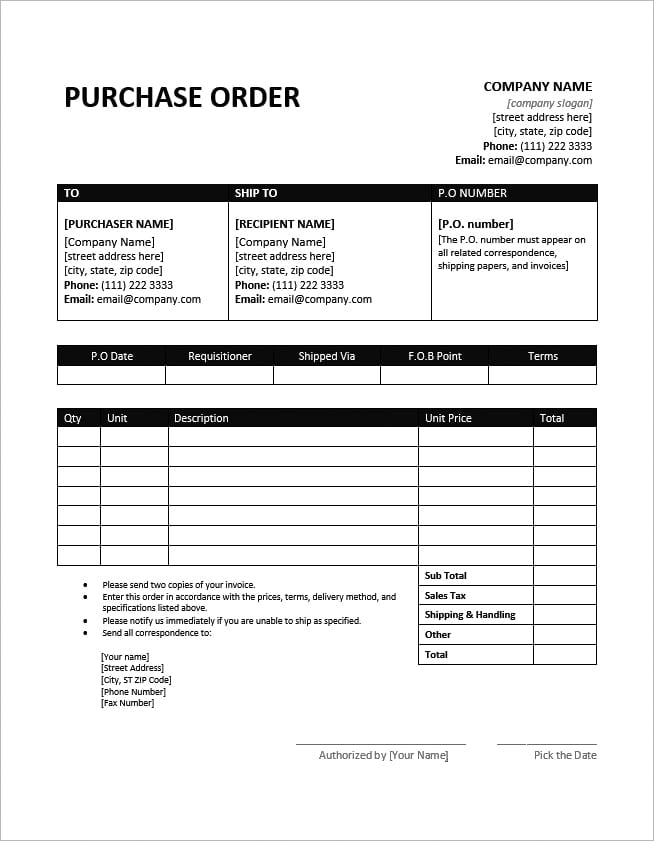 PURCHASE ORDER
COMPANY NAME
[company slogan]
[street address here]
[city, state, zip code]
Phone: (111) 222 3333
Email: email@company.com
TO SHIP TO P.O NUMBER
[PURCHASER NAME]
[Company Name]
[street address here]
[city, state, zip code]
Phone: (111) 222 3333
Email: email@company.com
[RECIPIENT NAME]
[Company Name]
[street address here]
[city, state, zip code]
Phone: (111) 222 3333
Email: email@company.com
[P.O. number]
[The P.O. number must appear on
all related correspondence,
shipping papers, and invoices]
P.O Date Requisitioner Shipped Via F.O.B Point Terms
Qty Unit Description Unit Price Total
Sub Total
Sales Tax
Shipping & Handling
Other
Total
• Please send two copies of your invoice.
• Enter this order in accordance with the prices, terms, delivery method, and
specifications listed above.
• Please notify us immediately if you are unable to ship as specified.
• Send all correspondence to:
[Your name]
[Street Address]
[City, ST ZIP Code]
[Phone Number]
[Fax Number]
Authorized by [Your Name] Pick the Date